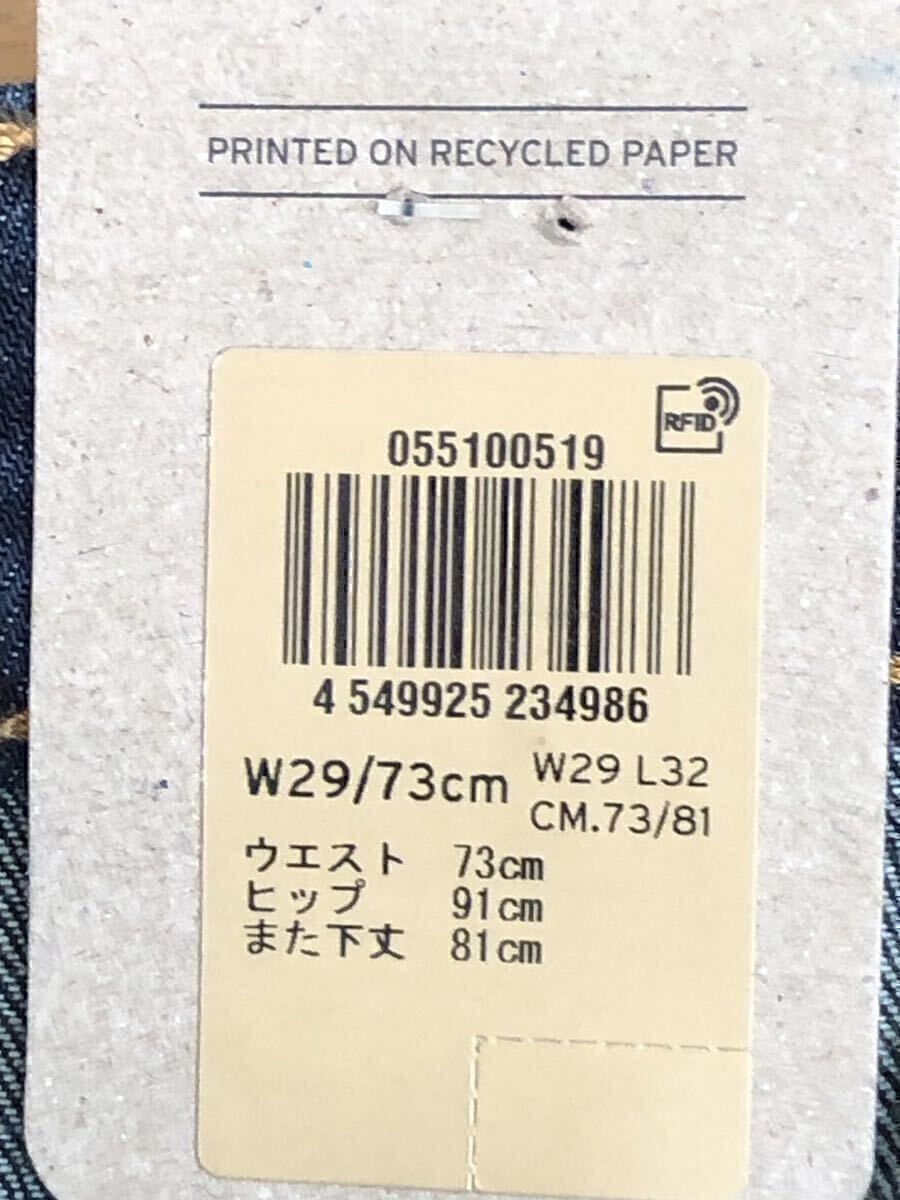 PRINTED ON RECYCLED PAPER
RFID
055100519
4 549925 234986
W29/73cm
W29 L32
CM.73/81
ウエスト 73cm
ヒップ 91cm
また下丈 81cm